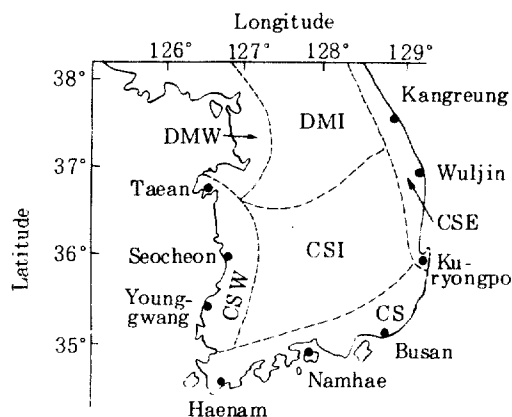 Longitude
126° 127° 128° 129°
38°
37°
36°
35°
Latitude
Kangreung
DMW
DMI
Taean
Wuljin
CSE
Seocheon
CSI
Ku-
ryongpo
Young-
gwang
CSW
CS
Busan
Namhae
Haenam